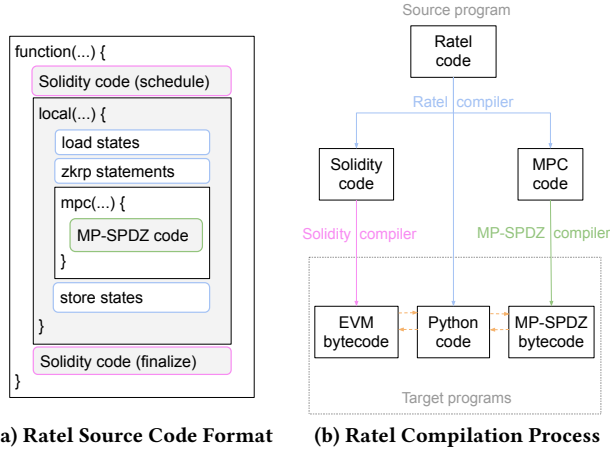 function(...) {
Solidity code (schedule)
local(...) {
load states
zkrp statements
mpc(...) {
MP-SPDZ code
}
store states
}
Solidity code (finalize)
}
a) Ratel Source Code Format
Source program
Ratel
code
Ratel compiler
Solidity
code
MPC
code
Solidity compiler
MP-SPDZ compiler
EVM
bytecode
Python
code
MP-SPDZ
bytecode
Target programs
(b) Ratel Compilation Process